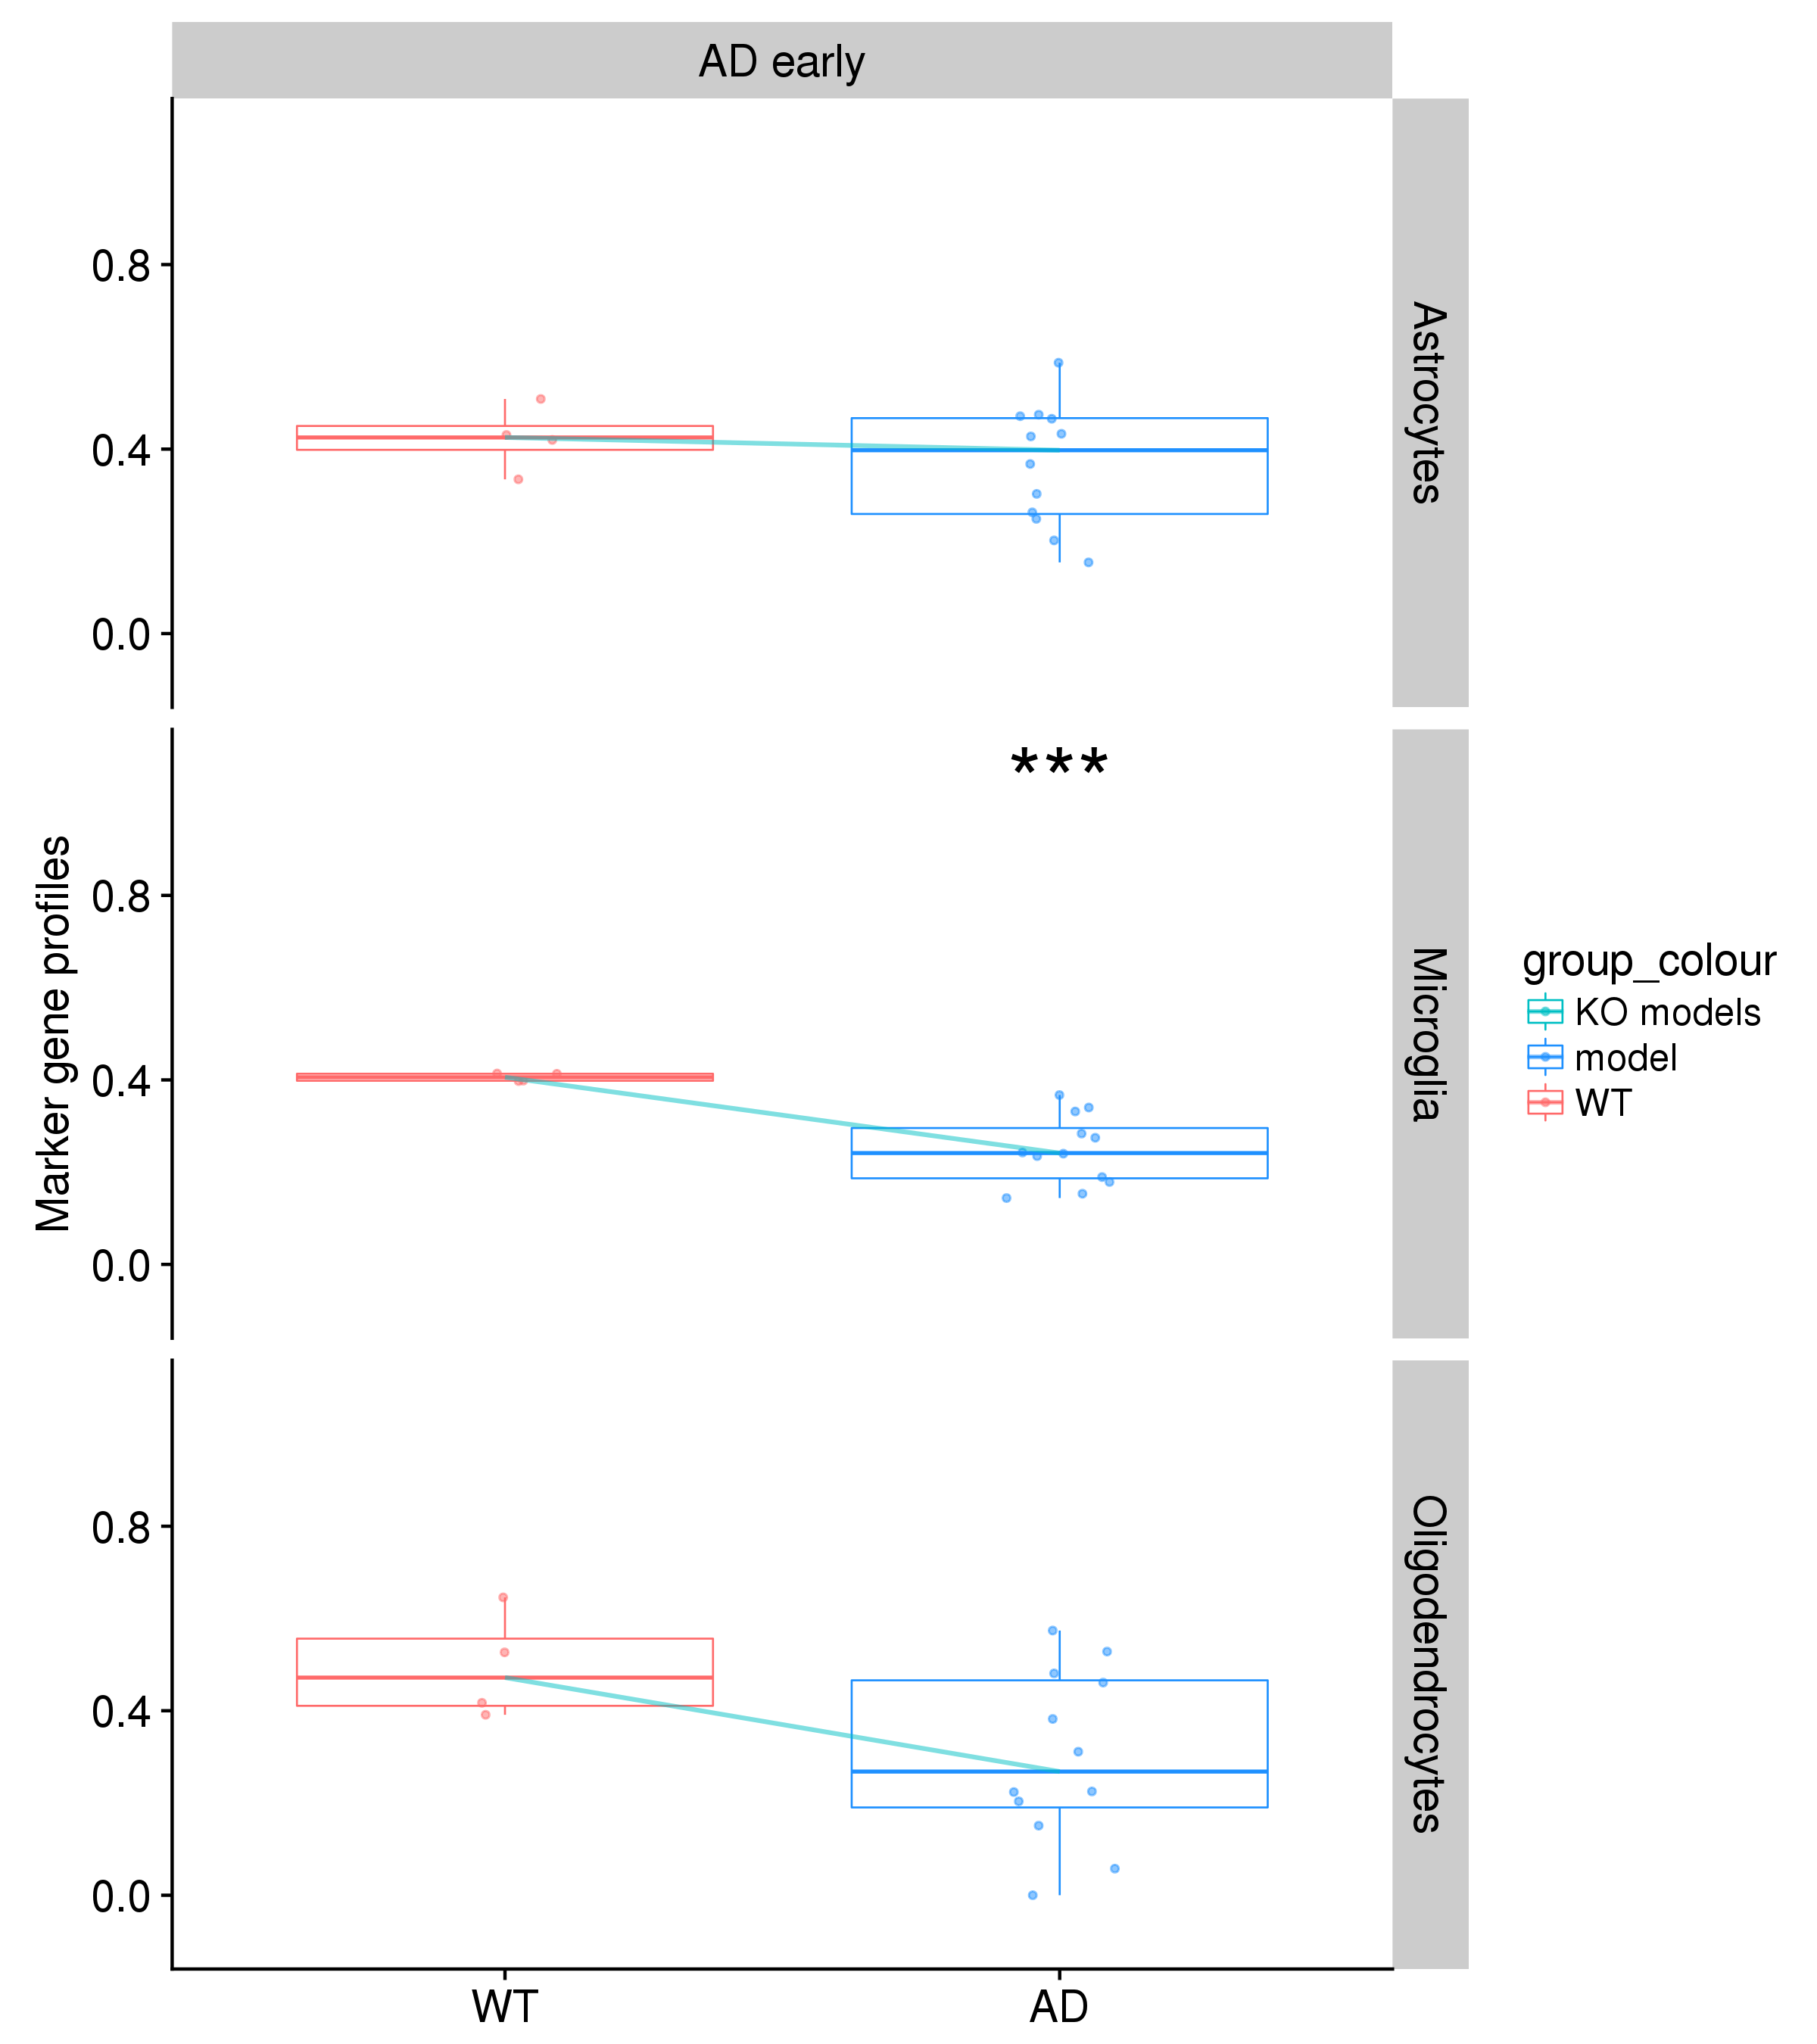 AD early
Astrocytes
0.8
0.4
0.0
***
Microglia
Marker gene profiles
0.8
0.4
0.0
group_colour
KO models
model
WT
Oligodendrocytes
0.8
0.4
0.0
WT AD